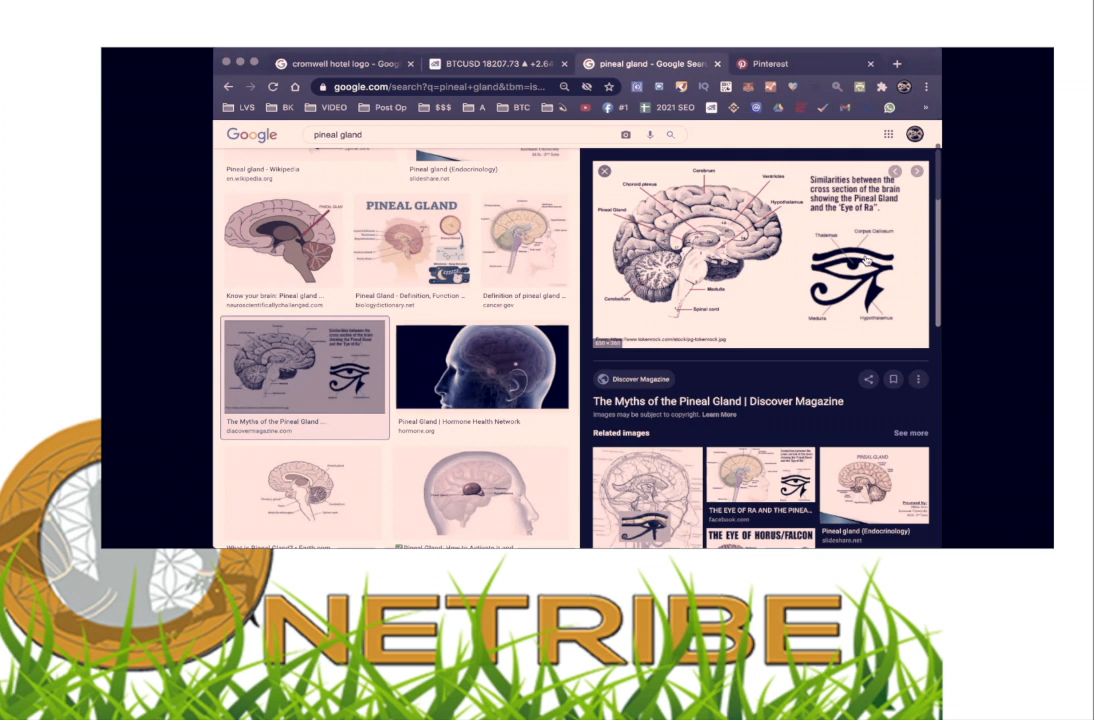 cromwell hotel logo - Goog
BTCUSD 18207.73 ▲ +2.64
pineal gland - Google Sear
Pinterest
google.com/search?q=pineal+gland&tbm=is...
LVS
BK
VIDEO
Post Op
$$$
A
BTC
#1
2021 SEO
Google
pineal gland
Pineal gland - Wikipedia
en.wikipedia.org
Pineal gland (Endocrinology)
slideshare.net
PINEAL GLAND
Know your brain: Pineal gland ...
neuroscientificallychallenged.com
Pineal Gland - Definition, Function ...
biologydictionary.net
Definition of pineal gland ...
cancer.gov
The Myths of the Pineal Gland ...
discovermagazine.com
Pineal Gland | Hormone Health Network
hormone.org
Cerebrum
Choroid plexus
Ventricles
Pineal Gland
Hypothalamus
Cerebellum
Medulla
Spinal cord
Similarities between the
cross section of the brain
showing the Pineal Gland
and the "Eye of Ra".
Thalamus
Corpus Callosum
Medulla
Hypothalamus
Discover Magazine
The Myths of the Pineal Gland | Discover Magazine
Images may be subject to copyright. Learn More
Related images
See more
THE EYE OF RA AND THE PINEA...
facebook.com
PINEAL GLAND
Pineal gland (Endocrinology)
slideshare.net
THE EYE OF HORUS/FALCON
NETRIBE